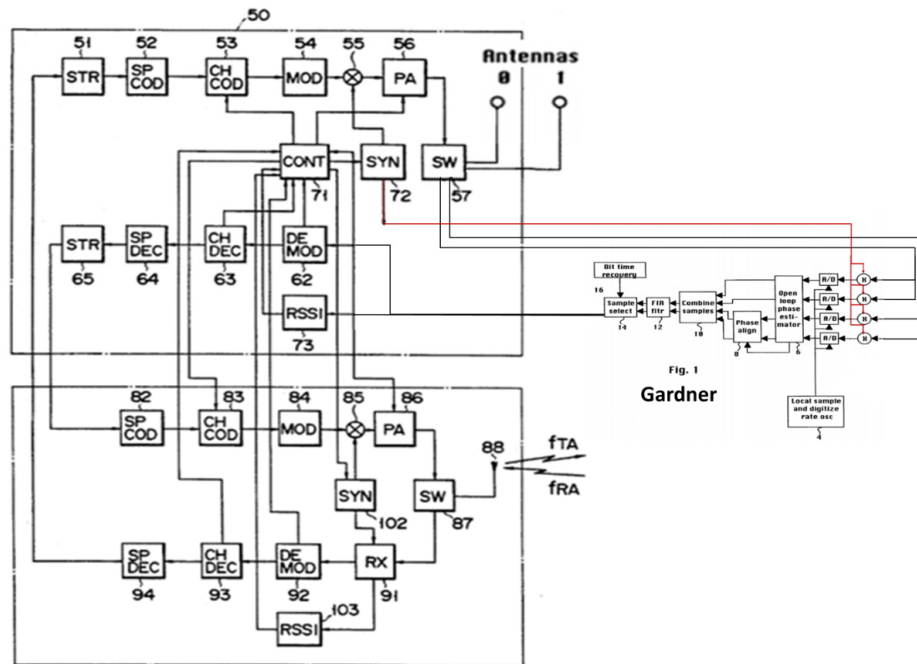 50
51
52
53
54
55
56
Antennas
0 1
STR
SP
COD
CH
COD
MOD
PA
CONT
71
SYN
72
SW
57
STR
65
SP
DEC
64
CH
DEC
63
DE
MOD
62
RSSI
73
Bit time
recovery
16
Sample
select
14
FIR
fltr
12
Combine
samples
10
Phase
align
8
Open
loop
phase
esti-
mator
6
A/D
A/D
A/D
A/D
X
X
X
X
Fig. 1
Gardner
Local sample
and digitize
rate osc
4
82
83
84
85
86
88
SP
COD
CH
COD
MOD
PA
fTA
fRA
SYN
102
SW
87
SP
DEC
94
CH
DEC
93
DE
MOD
92
RX
91
103
RSSI